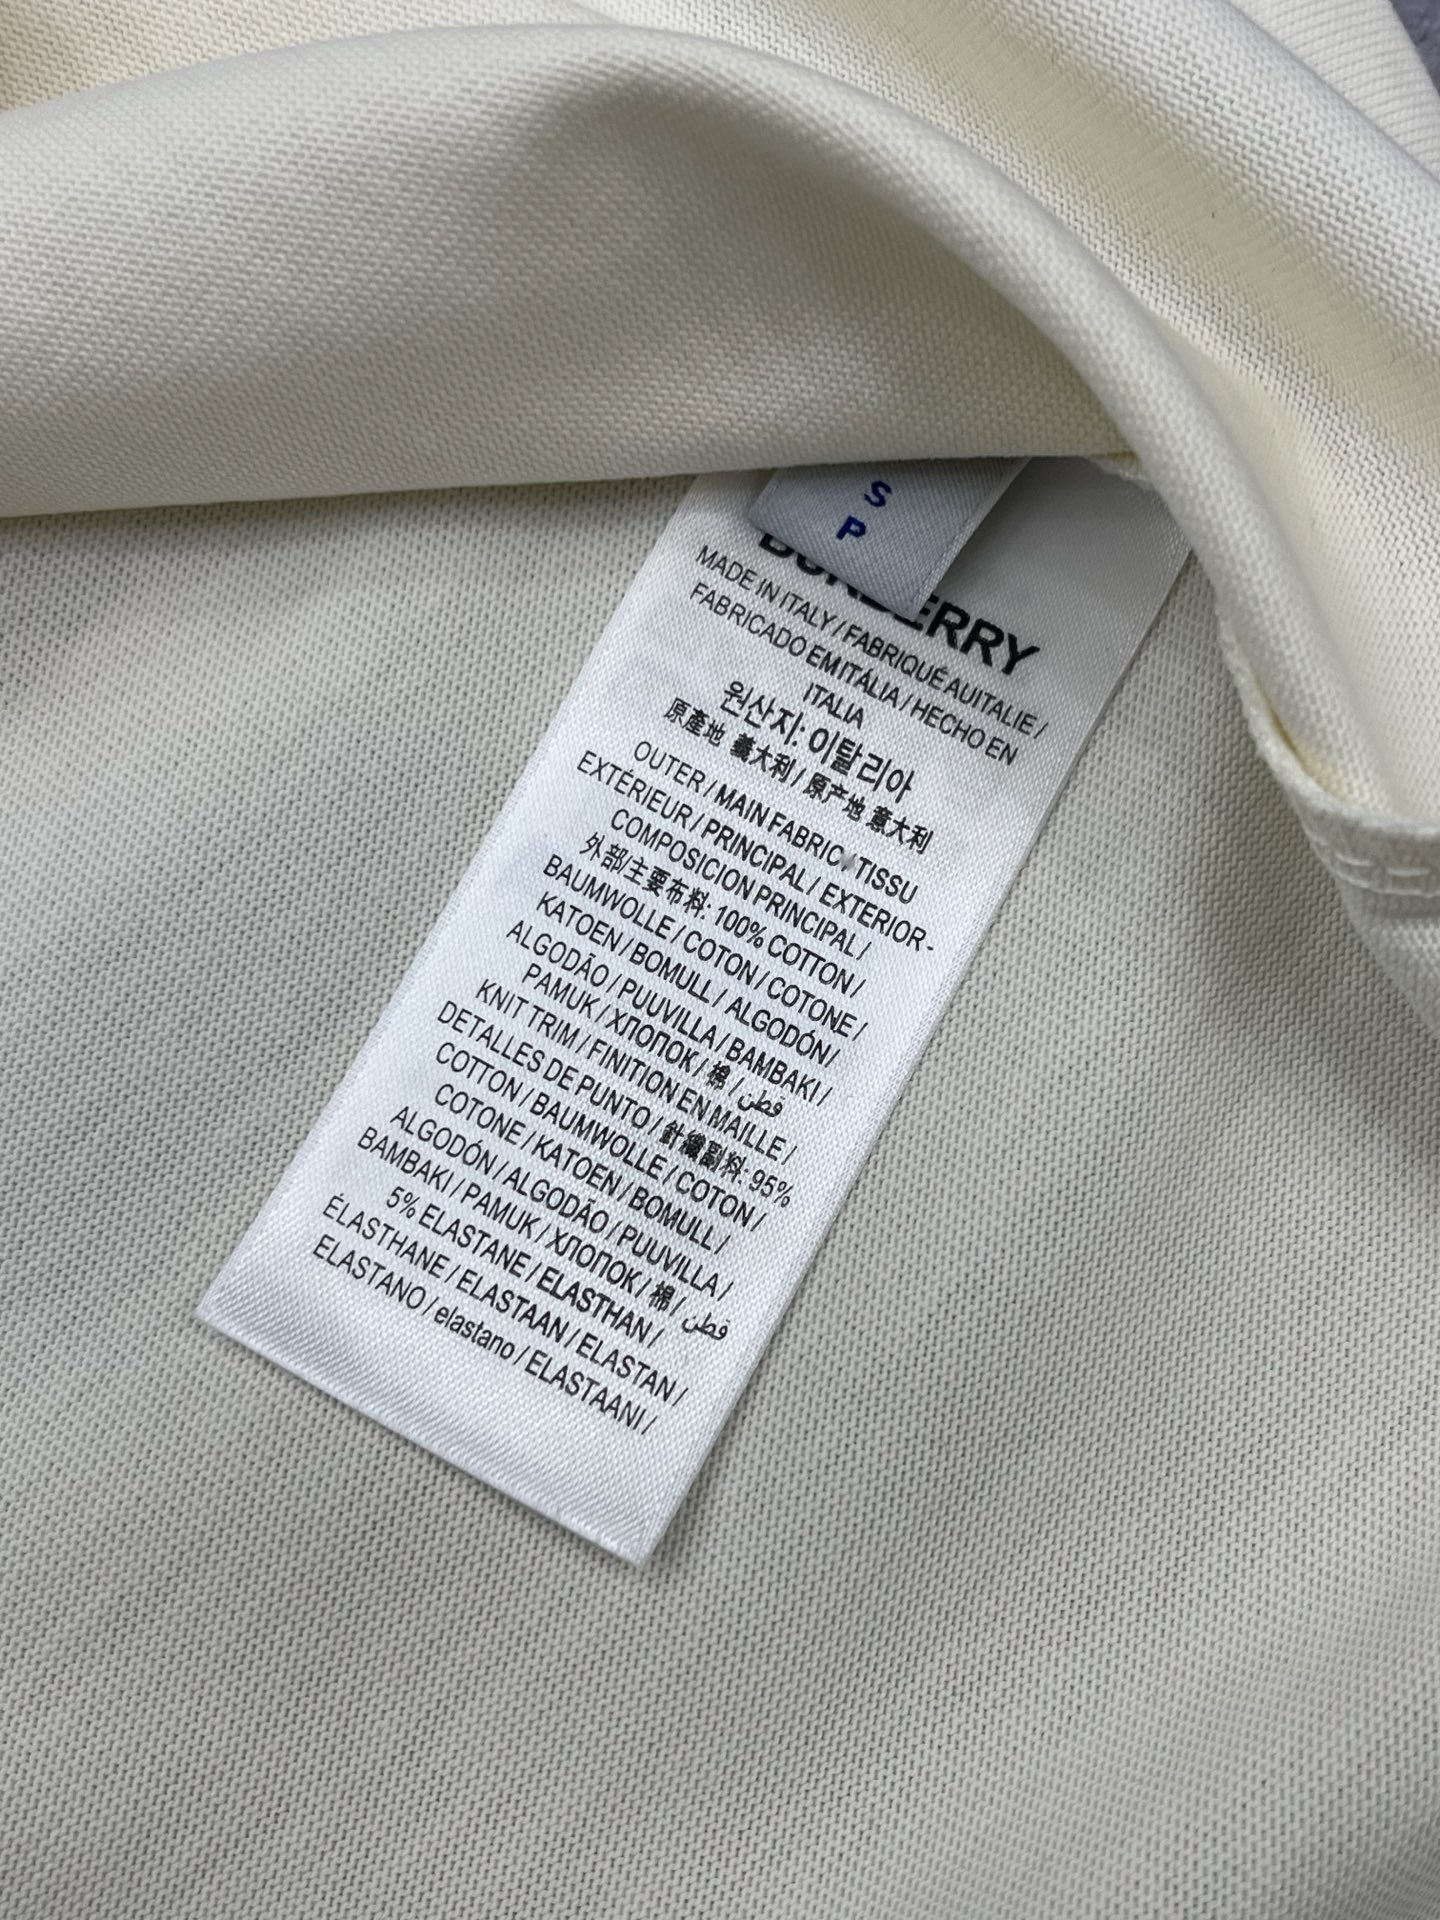 S
P
BURBERRY
MADE IN ITALY / FABRIQUÉ AUITALIE /
FABRICADO EMITÁLIA / HECHO EN
ITALIA
원산지: 이탈리아
原產地 義大利 / 原产地 意大利
OUTER / MAIN FABRIC / TISSU
EXTÉRIEUR / PRINCIPAL / EXTERIOR -
COMPOSICION PRINCIPAL /
外部/主要布料: 100% COTTON /
BAUMWOLLE / COTON / COTONE /
KATOEN / BOMULL / ALGODÓN /
ALGODÃO / PUUVILLA / BAMBAKI /
PAMUK / ХЛОПОК / 棉 / قطن
KNIT TRIM / FINITION EN MAILLE /
DETALLES DE PUNTO / 針織副料: 95%
COTTON / BAUMWOLLE / COTON /
COTONE / KATOEN / BOMULL /
ALGODÓN / ALGODÃO / PUUVILLA /
BAMBAKI / PAMUK / ХЛОПОК / 棉 / قطن
5% ELASTANE / ELASTHAN /
ÉLASTHANE / ELASTAAN / ELASTAN /
ELASTANO / elastano / ELASTAANI /